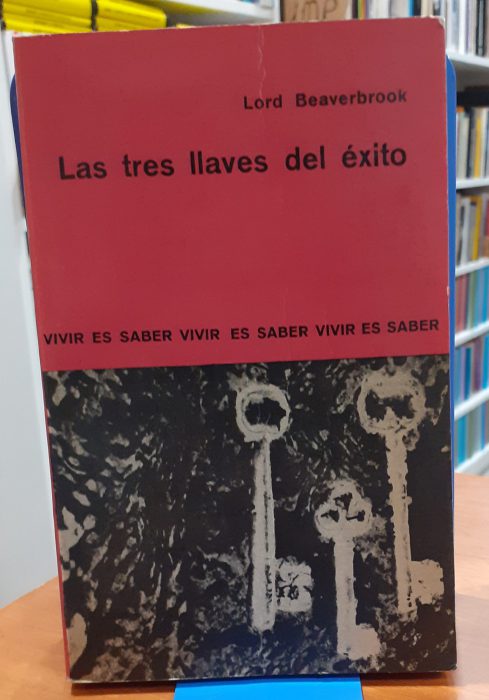 Lord Beaverbrook
Las tres llaves del éxito
VIVIR ES SABER VIVIR ES SABER VIVIR ES SABER